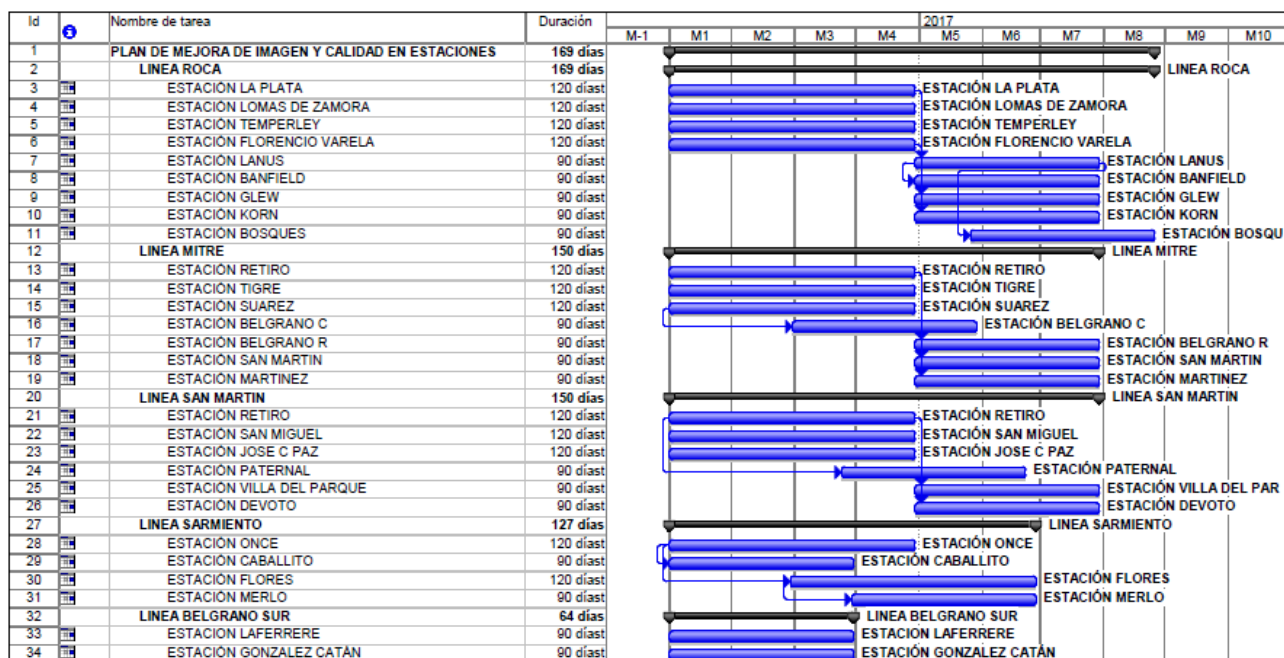 Id Nombre de tarea Duración 2017
M-1 M1 M2 M3 M4 M5 M6 M7 M8 M9 M10
1 PLAN DE MEJORA DE IMAGEN Y CALIDAD EN ESTACIONES 169 días
2 LINEA ROCA 169 días LINEA ROCA
3 ESTACIÓN LA PLATA 120 díast ESTACIÓN LA PLATA
4 ESTACIÓN LOMAS DE ZAMORA 120 díast ESTACIÓN LOMAS DE ZAMORA
5 ESTACIÓN TEMPERLEY 120 díast ESTACIÓN TEMPERLEY
6 ESTACIÓN FLORENCIO VARELA 120 díast ESTACIÓN FLORENCIO VARELA
7 ESTACIÓN LANUS 90 díast ESTACIÓN LANUS
8 ESTACIÓN BANFIELD 90 díast ESTACIÓN BANFIELD
9 ESTACIÓN GLEW 90 díast ESTACIÓN GLEW
10 ESTACIÓN KORN 90 díast ESTACIÓN KORN
11 ESTACIÓN BOSQUES 90 díast ESTACIÓN BOSQU
12 LINEA MITRE 150 días LINEA MITRE
13 ESTACIÓN RETIRO 120 díast ESTACIÓN RETIRO
14 ESTACIÓN TIGRE 120 díast ESTACIÓN TIGRE
15 ESTACIÓN SUAREZ 120 díast ESTACIÓN SUAREZ
16 ESTACIÓN BELGRANO C 90 díast ESTACIÓN BELGRANO C
17 ESTACIÓN BELGRANO R 90 díast ESTACIÓN BELGRANO R
18 ESTACIÓN SAN MARTIN 90 díast ESTACIÓN SAN MARTIN
19 ESTACIÓN MARTINEZ 90 díast ESTACIÓN MARTINEZ
20 LINEA SAN MARTIN 150 días LINEA SAN MARTIN
21 ESTACIÓN RETIRO 120 díast ESTACIÓN RETIRO
22 ESTACIÓN SAN MIGUEL 120 díast ESTACIÓN SAN MIGUEL
23 ESTACIÓN JOSE C PAZ 120 díast ESTACIÓN JOSE C PAZ
24 ESTACIÓN PATERNAL 90 díast ESTACIÓN PATERNAL
25 ESTACIÓN VILLA DEL PARQUE 90 díast ESTACIÓN VILLA DEL PAR
26 ESTACIÓN DEVOTO 90 díast ESTACIÓN DEVOTO
27 LINEA SARMIENTO 127 días LINEA SARMIENTO
28 ESTACIÓN ONCE 120 díast ESTACIÓN ONCE
29 ESTACIÓN CABALLITO 90 díast ESTACIÓN CABALLITO
30 ESTACIÓN FLORES 120 díast ESTACIÓN FLORES
31 ESTACIÓN MERLO 90 díast ESTACIÓN MERLO
32 LINEA BELGRANO SUR 64 días LINEA BELGRANO SUR
33 ESTACIÓN LAFERRERE 90 díast ESTACION LAFERRERE
34 ESTACIÓN GONZALEZ CATÁN 90 díast ESTACIÓN GONZALEZ CATÁN